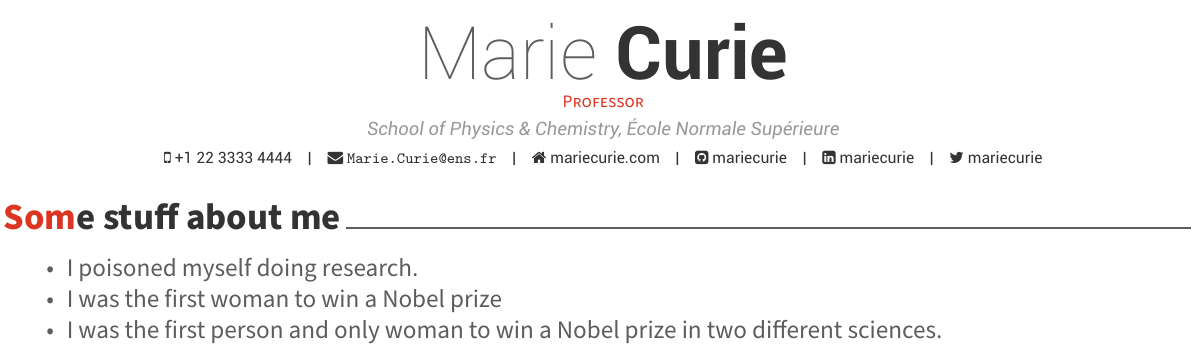 Marie Curie
Professor
School of Physics & Chemistry, École Normale Supérieure
+1 22 3333 4444 | Marie.Curie@ens.fr | mariecurie.com | mariecurie | mariecurie | mariecurie
Some stuff about me
• I poisoned myself doing research.
• I was the first woman to win a Nobel prize
• I was the first person and only woman to win a Nobel prize in two different sciences.